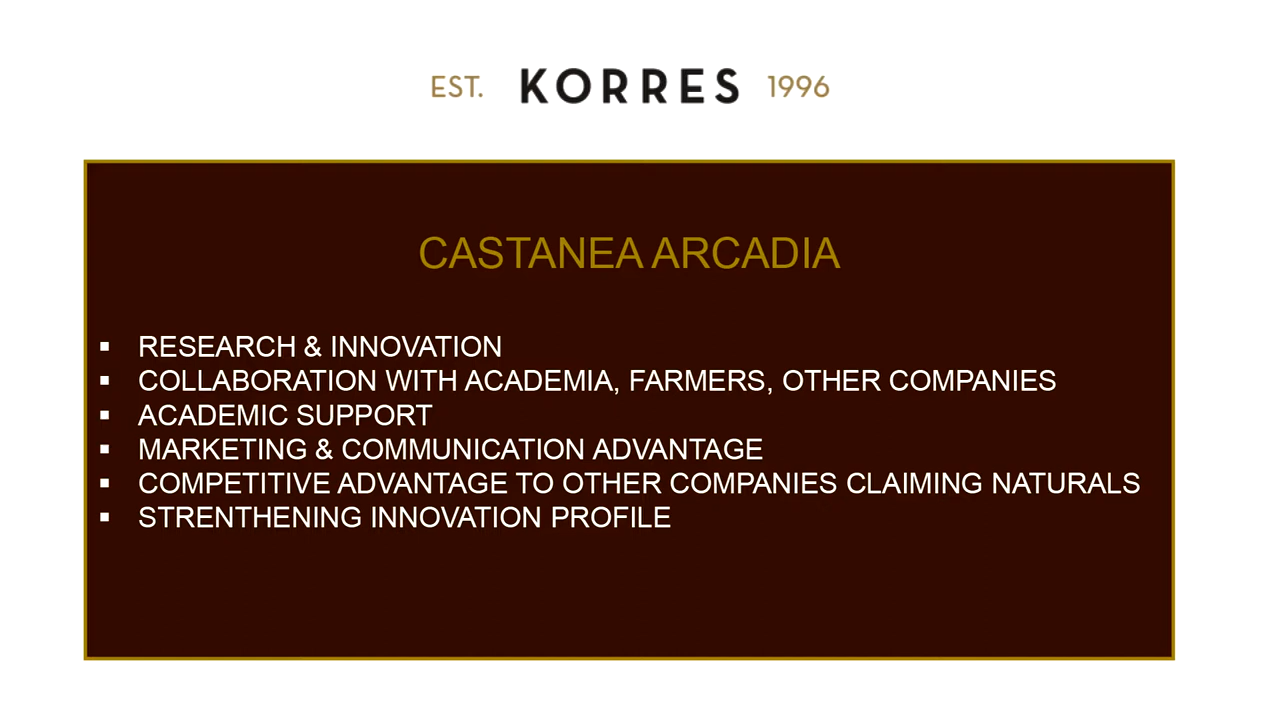 EST. KORRES 1996
CASTANEA ARCADIA
▪ RESEARCH & INNOVATION
▪ COLLABORATION WITH ACADEMIA, FARMERS, OTHER COMPANIES
▪ ACADEMIC SUPPORT
▪ MARKETING & COMMUNICATION ADVANTAGE
▪ COMPETITIVE ADVANTAGE TO OTHER COMPANIES CLAIMING NATURALS
▪ STRENTHENING INNOVATION PROFILE